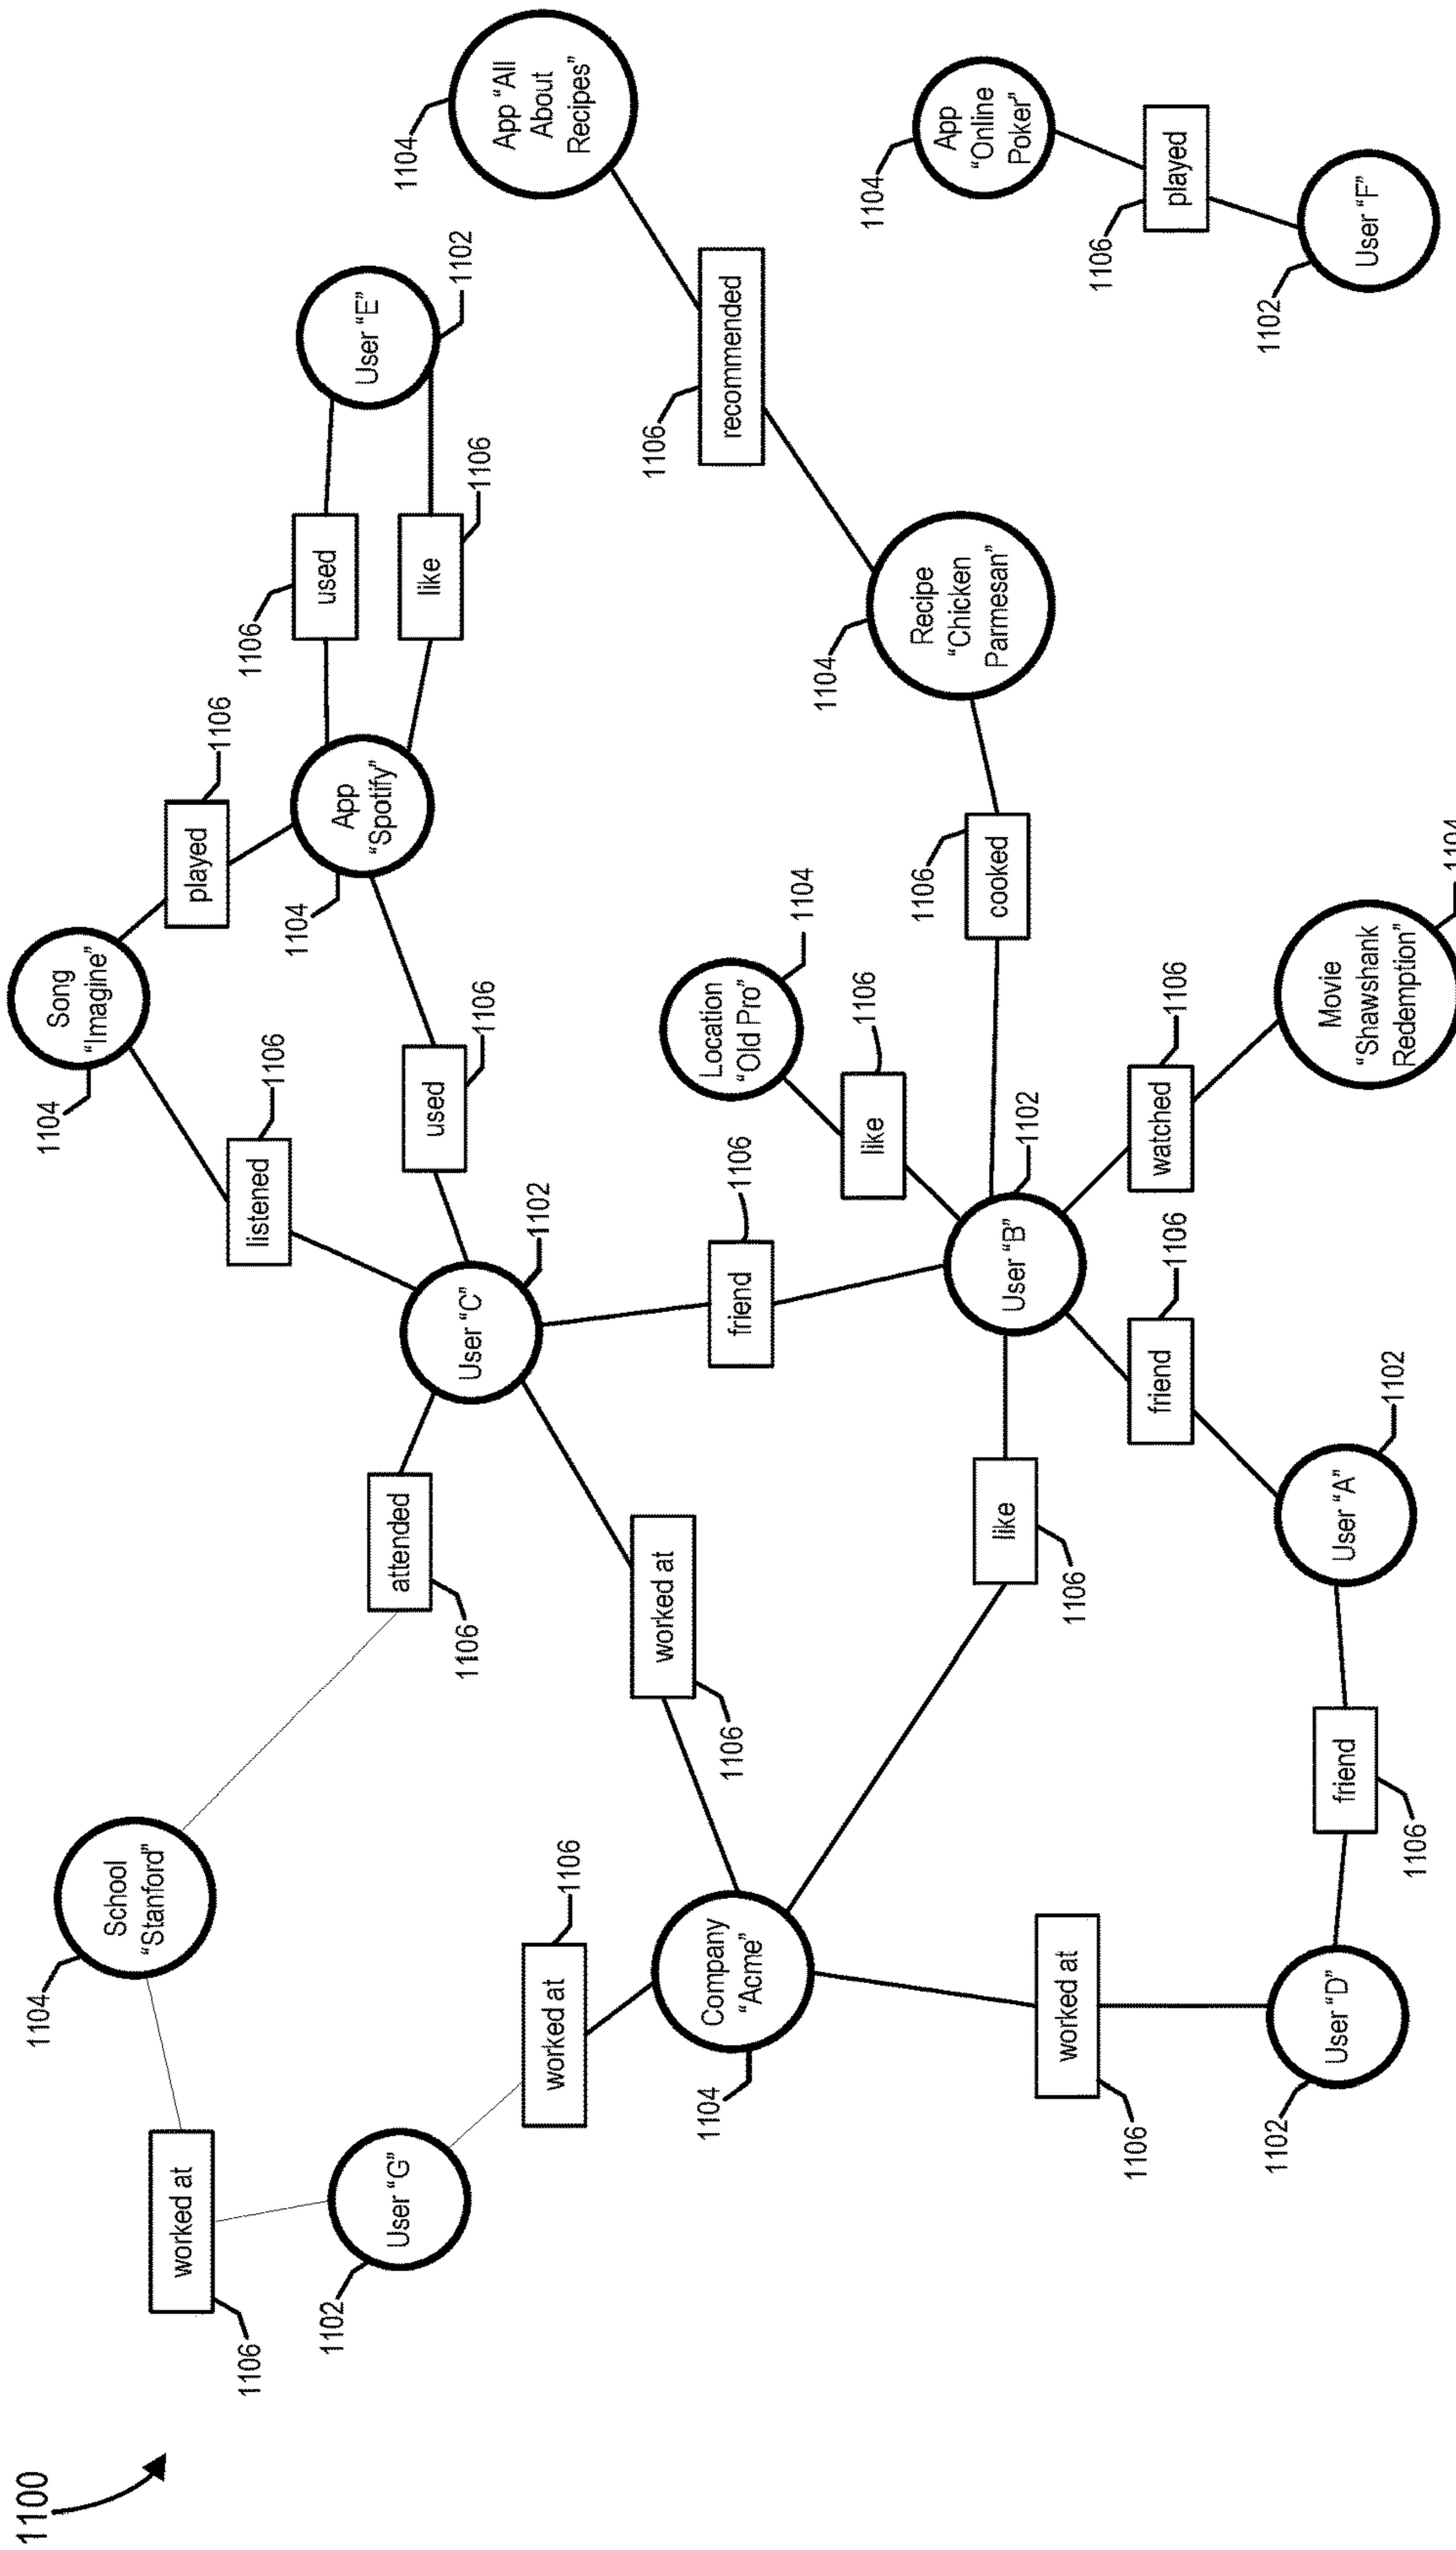 1100
1104
School
“Stanford”
1104
Song
“Imagine”
1106
worked at
1106
played
1106
listened
1102
User “G”
1106
attended
1106
1104
App
“Spotify”
1106
used
User “E”
1102
1106
like
User “C”
1102
used
1106
1104
App “All
About
Recipes”
1106
worked at
1106
worked at
1106
recommended
1104
Company
“Acme”
1106
friend
Location
“Old Pro”
1104
1106
like
1104
Recipe
“Chicken
Parmesan”
1104
App
“Online
Poker”
1106
like
User “B”
1102
1106
cooked
1106
worked at
1106
friend
1106
watched
1106
played
1102
User “D”
1106
friend
User “A”
1102
Movie
“Shawshank
Redemption”
1102
User “F”